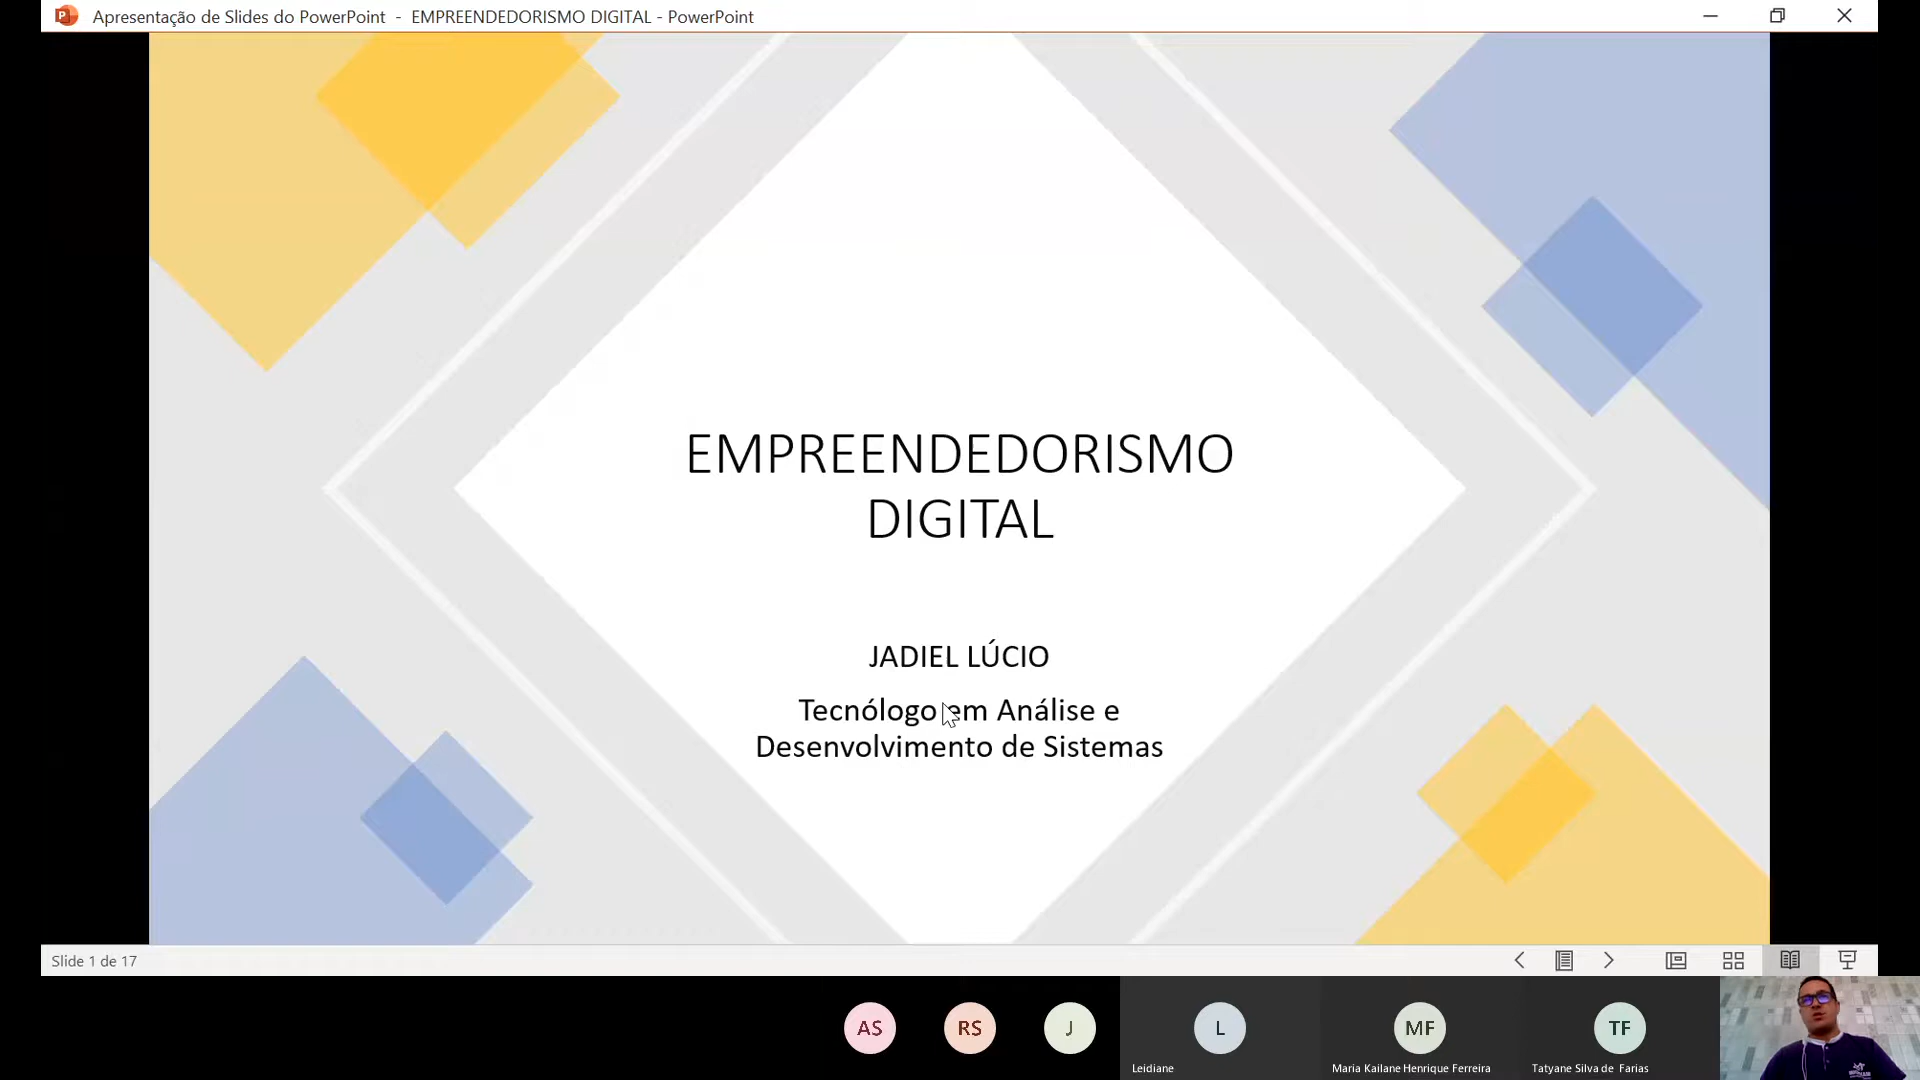 Apresentação de Slides do PowerPoint - EMPREENDEDORISMO DIGITAL - PowerPoint
EMPREENDEDORISMO
DIGITAL
JADIEL LÚCIO
Tecnólogo em Análise e
Desenvolvimento de Sistemas
Slide 1 de 17
AS
RS
J
L
MF
TF
Leidiane
Maria Kailane Henrique Ferreira
Tatyane Silva de Farias